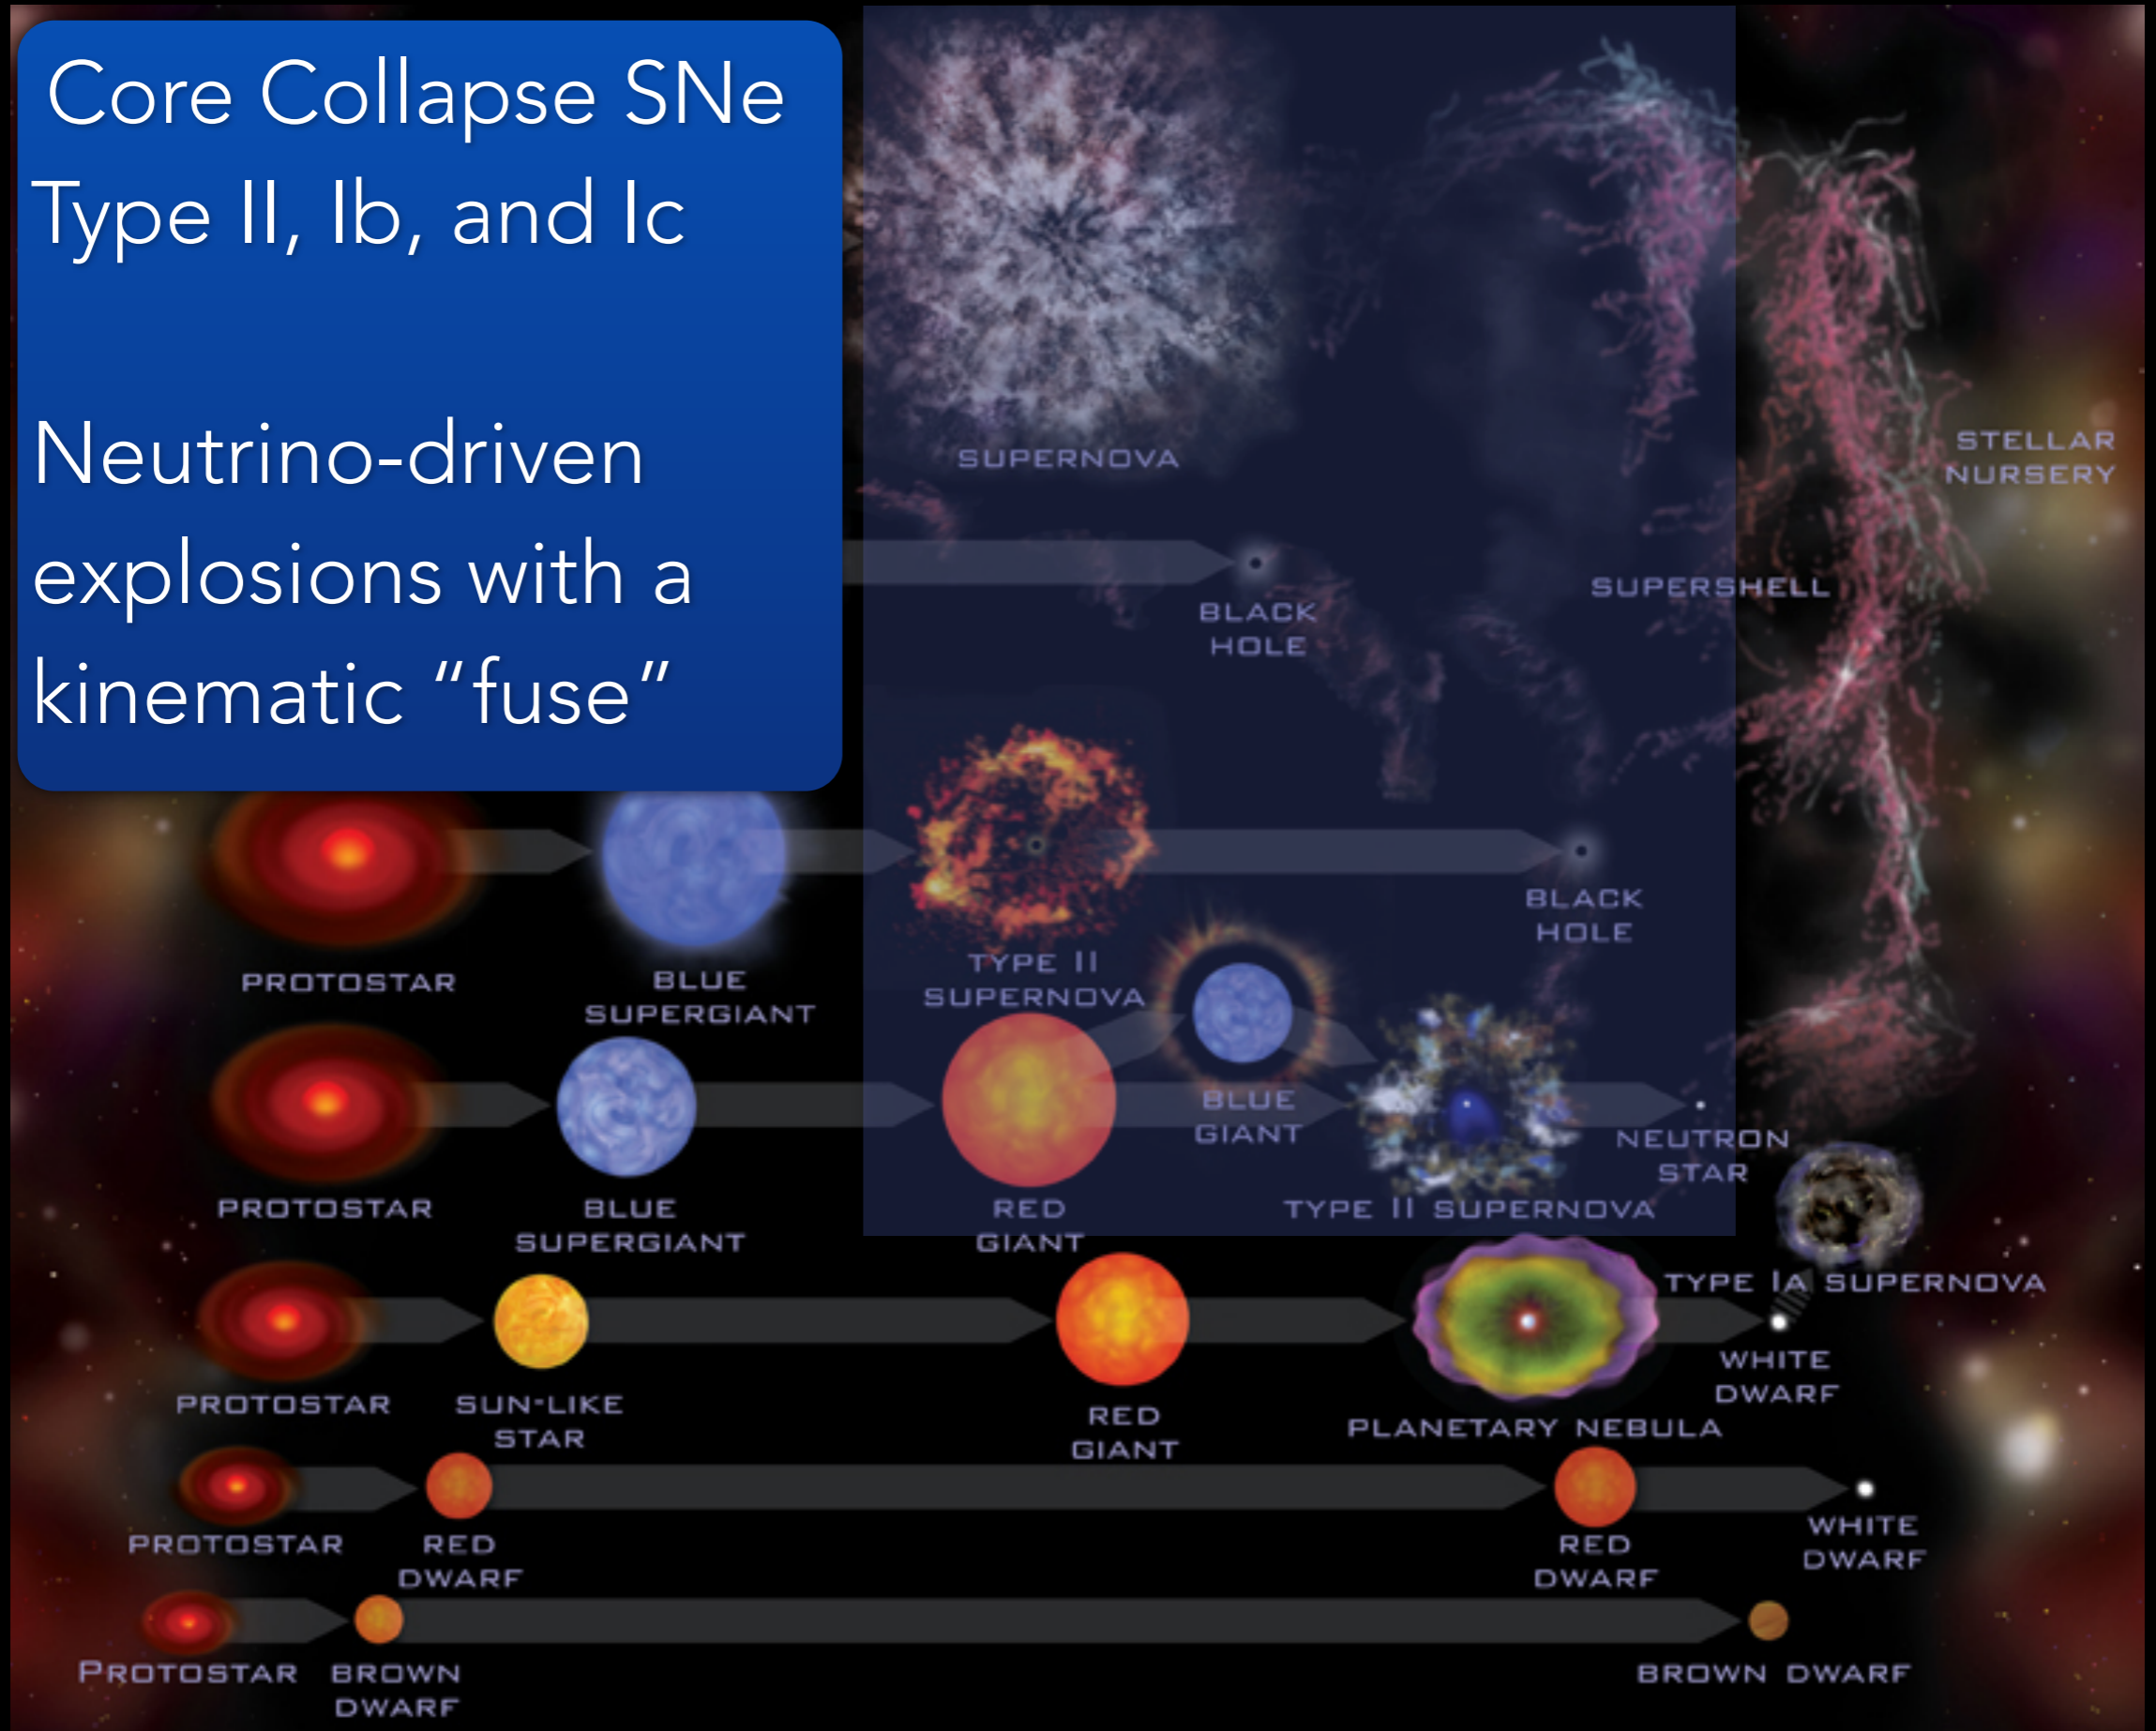 Core Collapse SNe
Type II, Ib, and Ic
Neutrino-driven
explosions with a
kinematic “fuse”
SUPERNOVA
STELLAR
NURSERY
BLACK
HOLE
SUPERSHELL
PROTOSTAR
BLUE
SUPERGIANT
TYPE II
SUPERNOVA
BLACK
HOLE
PROTOSTAR
BLUE
SUPERGIANT
RED
GIANT
BLUE
GIANT
TYPE II SUPERNOVA
NEUTRON
STAR
TYPE IA SUPERNOVA
PROTOSTAR
SUN-LIKE
STAR
RED
GIANT
PLANETARY NEBULA
WHITE
DWARF
PROTOSTAR
RED
DWARF
RED
DWARF
WHITE
DWARF
PROTOSTAR
BROWN
DWARF
BROWN DWARF